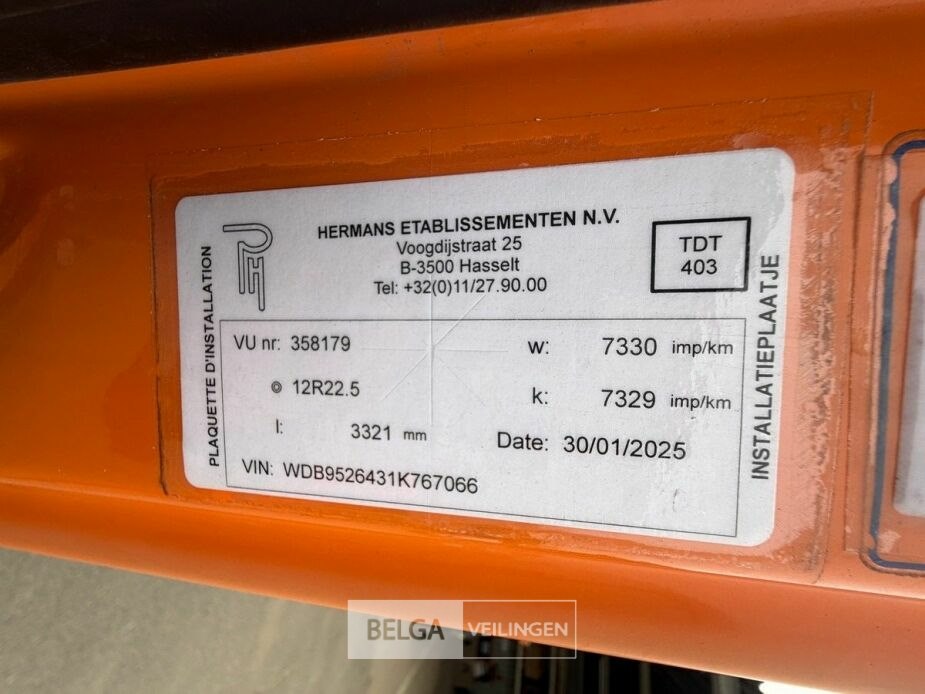 PLAQUETTE D'INSTALLATION
HERMANS ETABLISSEMENTEN N.V.
Voogdijstraat 25
B-3500 Hasselt
Tel: +32(0)11/27.90.00
TDT
403
INSTALLATIEPLAATJE
VU nr: 358179
w: 7330 imp/km
12R22.5
k: 7329 imp/km
l: 3321 mm
Date: 30/01/2025
VIN: WDB9526431K767066
BELGA VEILINGEN